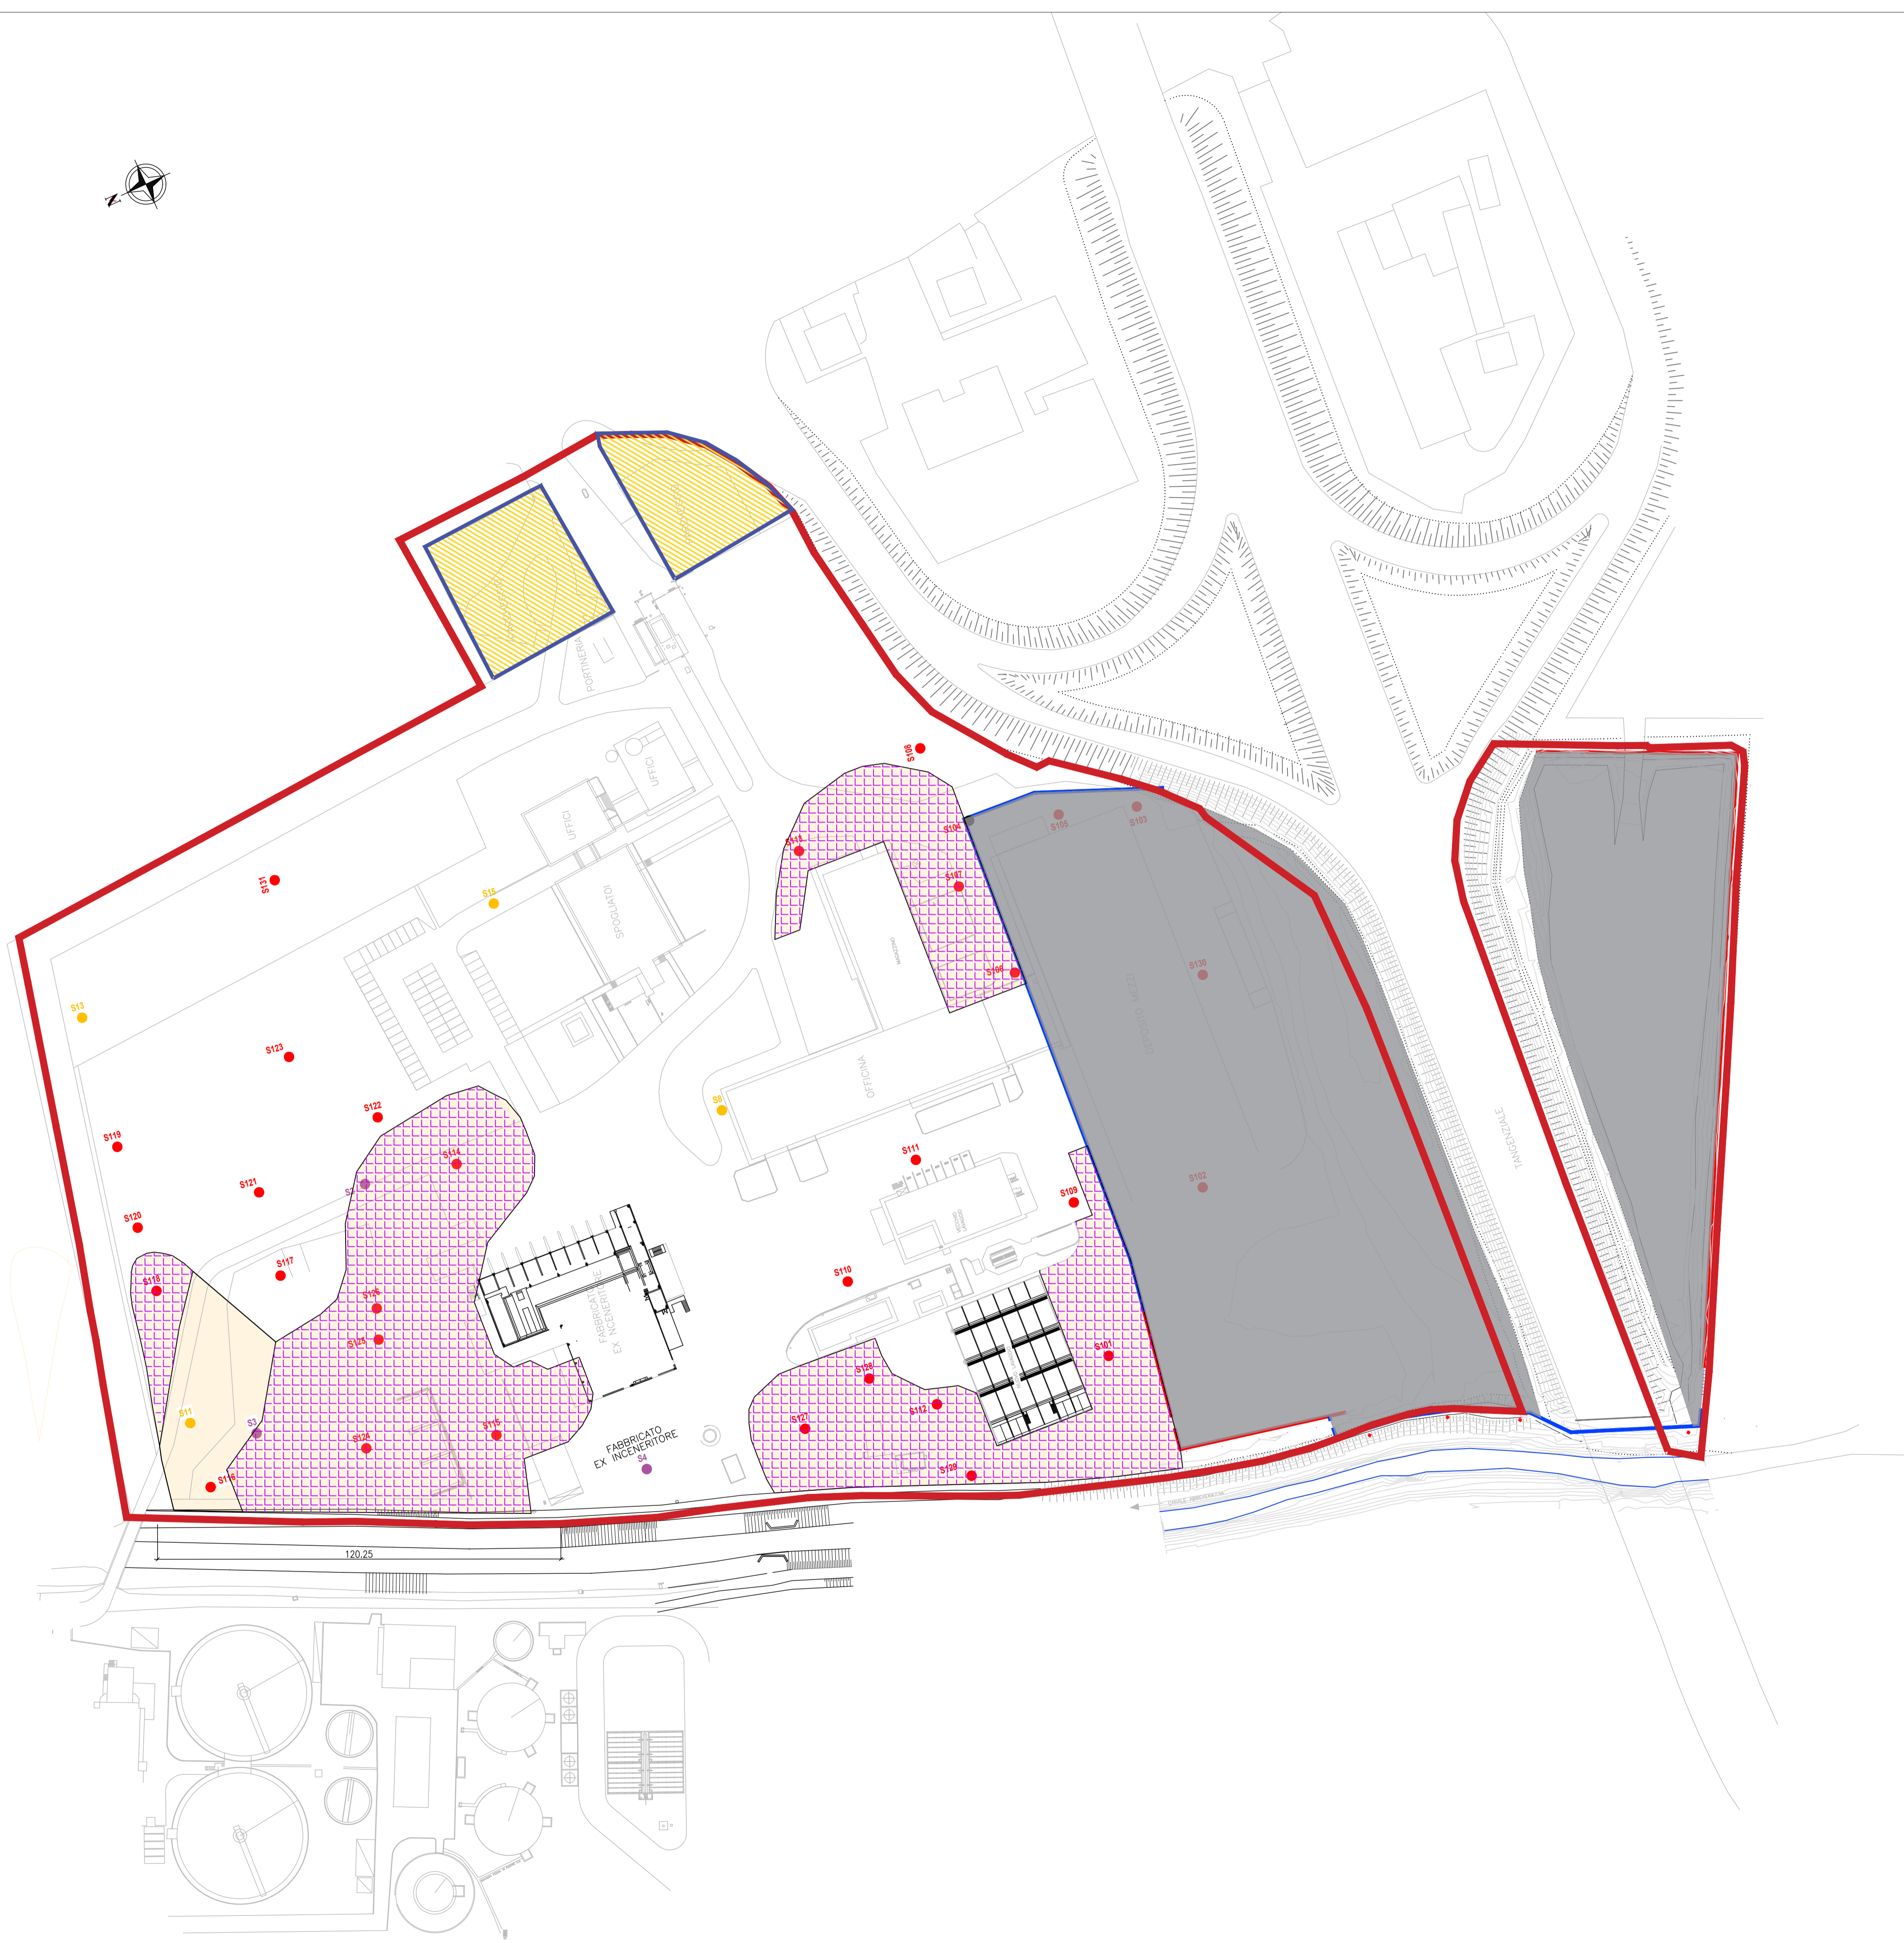 N
PORTINERIA
UFFICI
S108
UFFICI
S105
S103
S104
S113
S131
S107
S15
SPOGLIATOI
MAGAZZINO
S106
S130
DEPOSITO MEZZI
S13
S123
OFFICINA
S8
S122
TANGENZIALE
S119
S111
S114
S121
S102
S109
S120
S117
S110
S118
S126
FABBRICATO
EX INCENERITORE
S125
S101
S128
S112
S11
S3
S127
S115
S124
FABBRICATO
EX INCENERITORE
S4
S129
S116
120.25